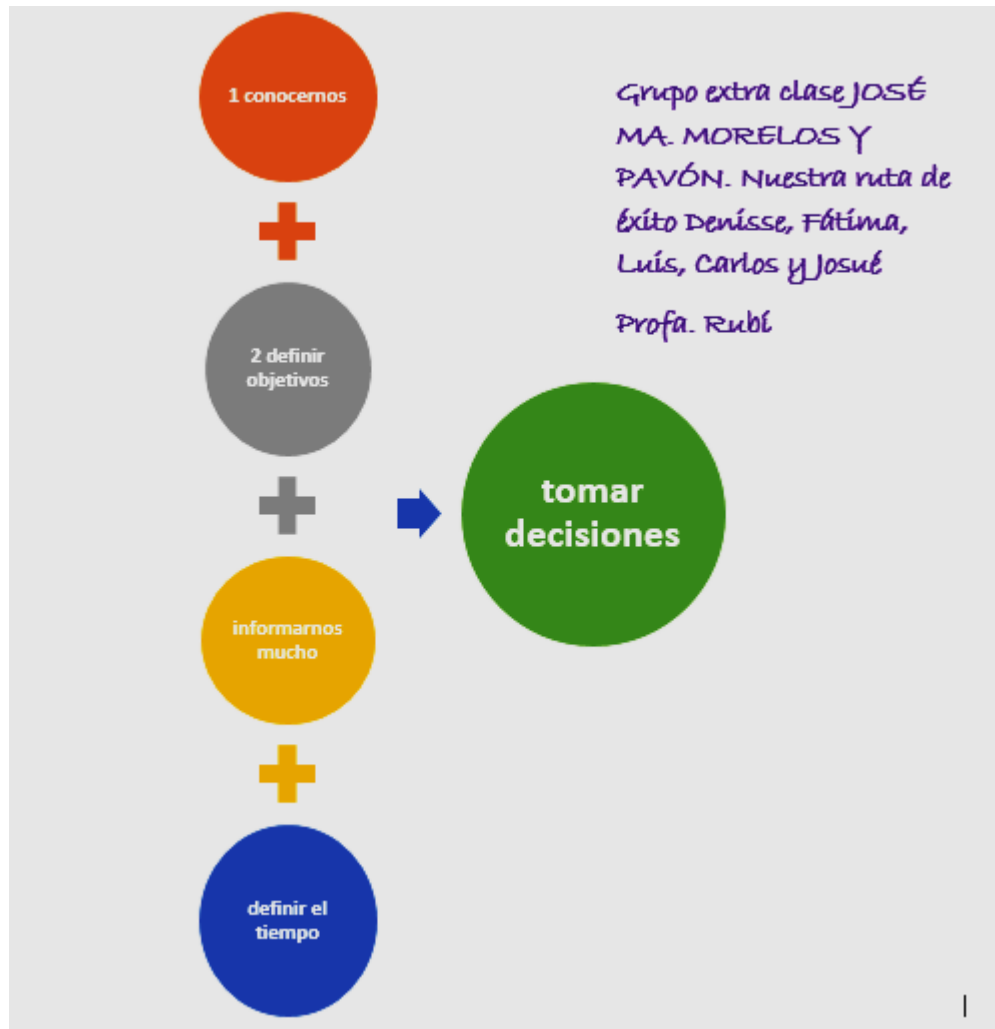 1 conocernos
2 definir
objetivos
informarnos
mucho
definir el
tiempo
tomar
decisiones
Grupo extra clase JOSÉ
MA. MORELOS Y
PAVÓN. Nuestra ruta de
éxito Denisse, Fátima,
Luis, Carlos y Josué
Profa. Rubí